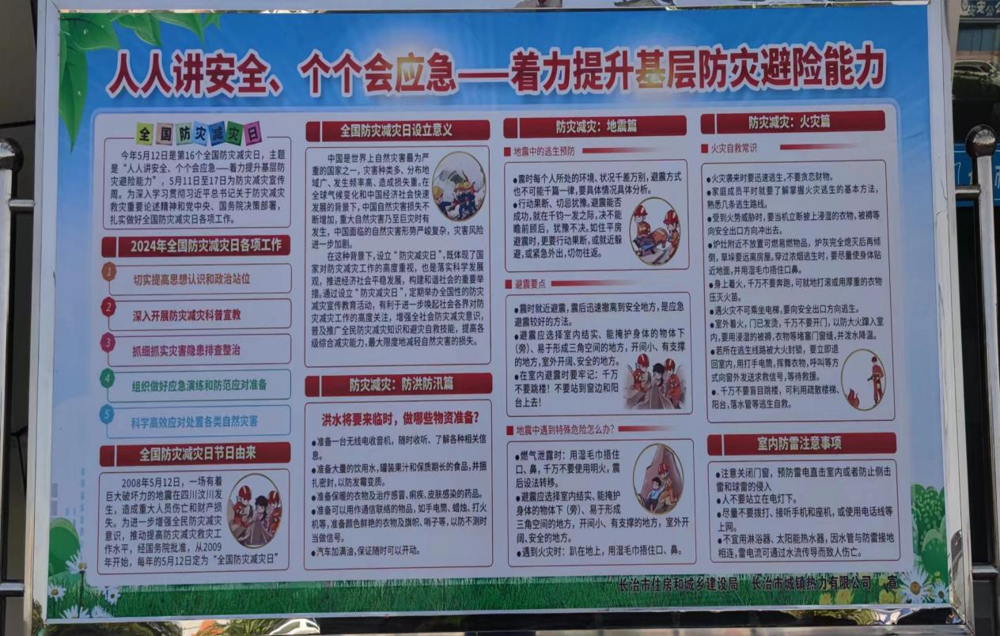 人人讲安全、个个会应急——着力提升基层防灾避险能力
全国防灾减灾日
今年5月12日是第16个全国防灾减灾日，主题
是“人人讲安全、个个会应急——着力提升基层防
灾避险能力”，5月11日至17日为防灾减灾宣传
周。为深入学习贯彻习近平总书记关于防灾减灾
救灾重要论述精神和党中央、国务院决策部署，
扎实做好全国防灾减灾日各项工作。
2024年全国防灾减灾日各项工作
1 切实提高思想认识和政治站位
2 深入开展防灾减灾科普宣教
3 抓细抓实灾害隐患排查整治
4 组织做好应急演练和防范应对准备
5 科学高效应对处置各类自然灾害
全国防灾减灾日节日由来
2008年5月12日，一场有着
巨大破坏力的地震在四川汶川发
生，造成重大人员伤亡和财产损
失。为进一步增强全民防灾减灾
意识，推动提高防灾减灾救灾工
作水平，经国务院批准，从2009
年开始，每年的5月12日定为“全国防灾减灾日”
全国防灾减灾日设立意义
中国是世界上自然灾害最为严
重的国家之一，灾害种类多、分布地
域广、发生频率高、造成损失重。在
全球气候变化和中国经济社会快速
发展的背景下，中国自然灾害损失不
断增加，重大自然灾害乃至巨灾时有
发生，中国面临的自然灾害形势严峻复杂，灾害风险
进一步加剧。
在这种背景下，设立“防灾减灾日”，既体现了国
家对防灾减灾工作的高度重视，也是落实科学发展
观，推进经济社会平稳发展，构建和谐社会的重要举
措。通过设立“防灾减灾日”，定期举办全国性的防灾
减灾宣传教育活动，有利于进一步唤起社会各界对防
灾减灾工作的高度关注，增强全社会防灾减灾意识，
普及推广全民防灾减灾知识和避灾自救技能，提高各
级综合减灾能力，最大限度地减轻自然灾害的损失。
防灾减灾：防洪防汛篇
洪水将要来临时，做哪些物资准备？
●准备一台无线电收音机，随时收听、了解各种相关信
息。
●准备大量的饮用水，罐装果汁和保质期长的食品，并捆
扎密封，以防发霉变质。
●准备保暖的衣物及治疗感冒、痢疾、皮肤感染的药品。
●准备可以用作通信联络的物品，如手电筒、蜡烛、打火
机等，准备颜色鲜艳的衣物及旗帜、哨子等，以防不测时
当做信号。
●汽车加满油，保证随时可以开动。
防灾减灾：地震篇
地震中的逃生预防
●震时每个人所处的环境、状况千差万别，避震方式
也不可能千篇一律，要具体情况具体分析。
●行动果断、切忌犹豫。避震能否
成功，就在千钧一发之际，决不能
瞻前顾后，犹豫不决。如住平房
避震时，更要行动果断，或就近躲
避，或紧急外出，切勿往返。
避震要点
●震时就近避震，震后迅速撤离到安全地方，是应急
避震较好的方法。
●避震应选择室内结实、能掩护身体的物体下
（旁）、易于形成三角空间的地方，开间小、有支撑
的地方，室外开阔、安全的地方。
●在室内避震时要牢记：千万
不要跳楼！不要站到窗边和阳
台上去！
地震中遇到特殊危险怎么办？
●燃气泄露时：用湿毛巾捂住
口、鼻，千万不要使用明火，震
后设法转移。
●避震应选择室内结实、能掩护
身体的物体下（旁）、易于形成
三角空间的地方，开间小、有支撑的地方，室外开
阔、安全的地方。
●遇到火灾时：趴在地上，用湿毛巾捂住口、鼻。
防灾减灾：火灾篇
火灾自救常识
●火灾袭来时要迅速逃生，不要贪恋财物。
●家庭成员平时就要了解掌握火灾逃生的基本方法，
熟悉几条逃生路线。
●受到火势威胁时，要当机立断披上浸湿的衣物，被褥等
向安全出口方向冲出去。
●炉灶附近不放置可燃易燃物品，炉灰完全熄灭后再倾
倒，草垛要远离房屋。穿过浓烟逃生时，要尽量使身体贴
近地面，并用湿毛巾捂住口鼻。
●身上着火，千万不要奔跑，可就地打滚或用厚重的衣物
压灭火苗。
●遇火灾不可乘坐电梯，要向安全出口方向逃生。
●室外着火，门已发烫，千万不要开门，以防大火蹿入室
内，要用浸湿的被褥，衣物等堵塞门窗缝，并泼水降温。
●若所在逃生线路被大火封锁，要立即退
回室内，用打手电筒，挥舞衣物，呼叫等方
式向窗外发送求救信号，等待救援。
●．千万不要盲目跳楼，可利用疏散楼梯、
阳台，落水管等逃生自救。
室内防雷注意事项
●注意关闭门窗，预防雷电直击室内或者防止侧击
雷和球雷的侵入
●人不要站立在电灯下。
●尽量不要拨打、接听手机和座机，或使用电话线等
上网。
●不宜用淋浴器、太阳能热水器，因水管与防雷接地
相连，雷电流可通过水流传导而致人伤亡。
长治市住房和城乡建设局 长治市城镇热力有限公司 宣